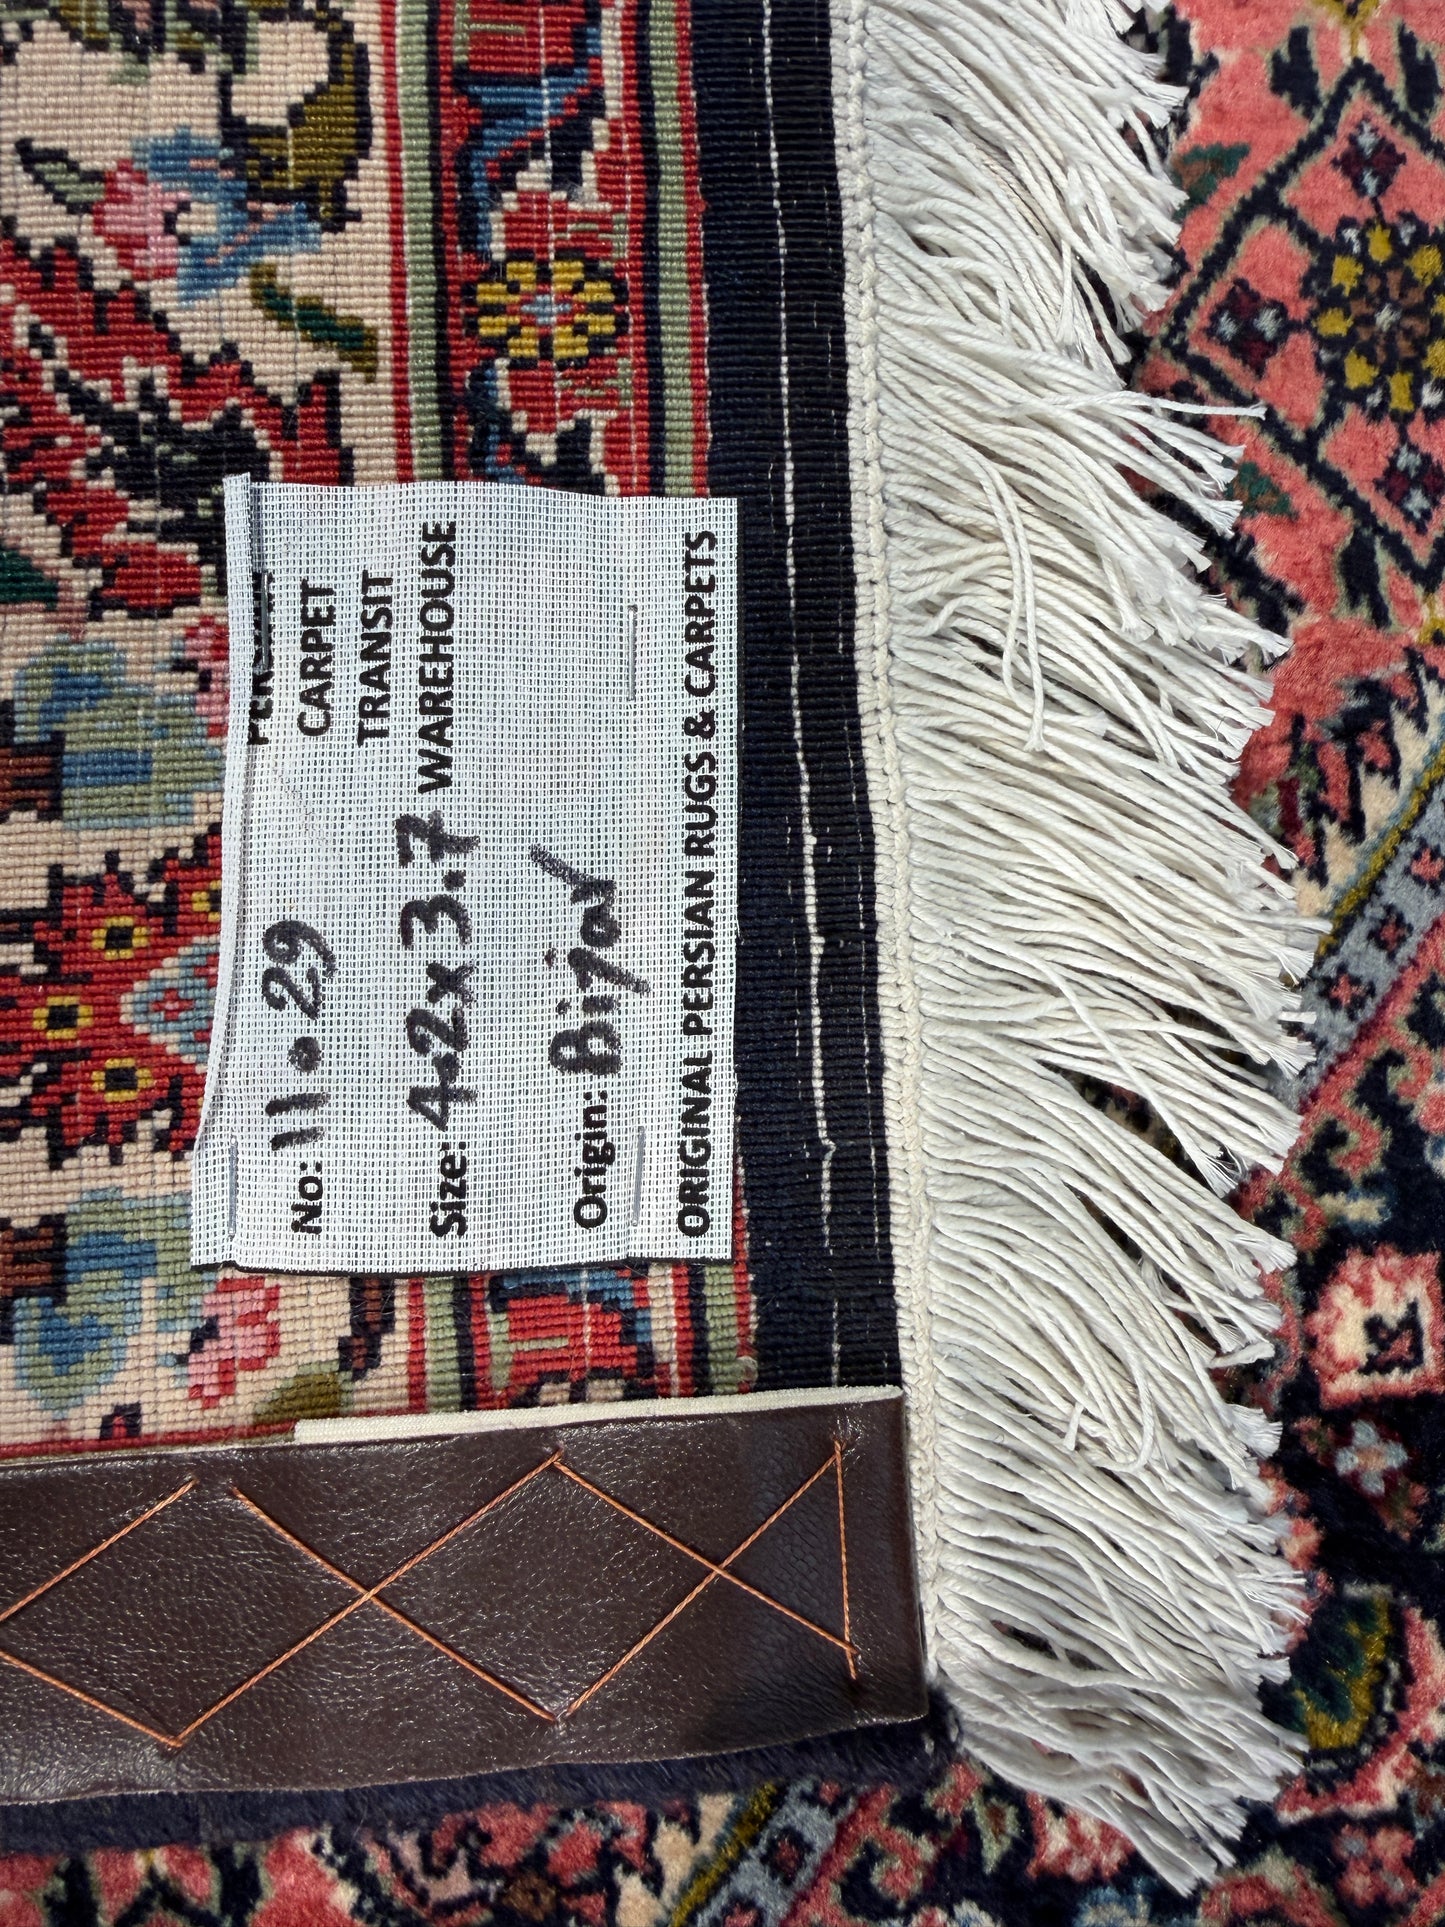 CARPET
TRANSIT
WAREHOUSE
No: 11.29
Size: 4.2x3.7
Origin: Bijar
ORIGINAL PERSIAN RUGS & CARPETS